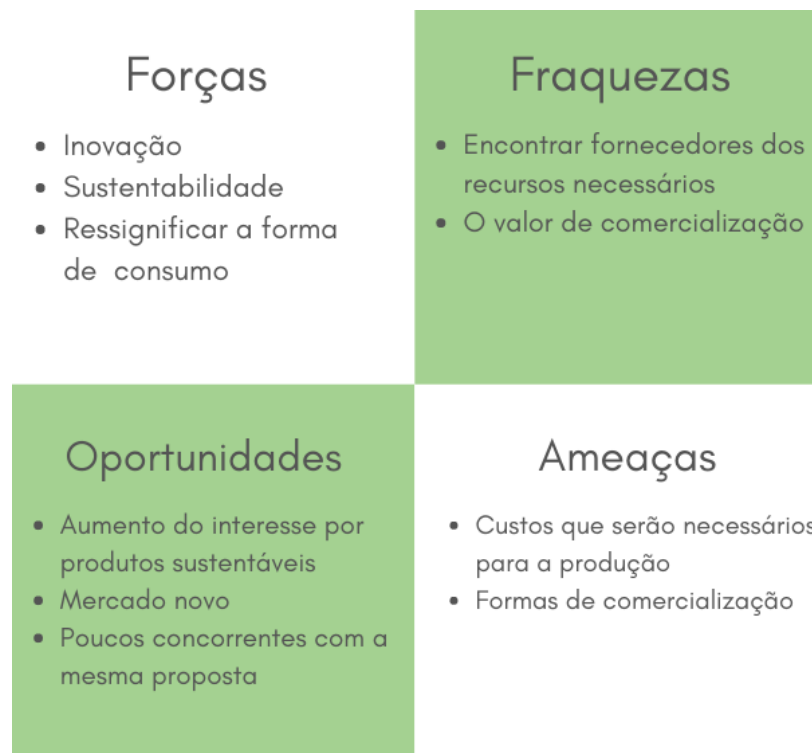 Forças
• Inovação
• Sustentabilidade
• Ressignificar a forma
de consumo
Fraquezas
• Encontrar fornecedores dos
recursos necessários
• O valor de comercialização
Oportunidades
• Aumento do interesse por
produtos sustentáveis
• Mercado novo
• Poucos concorrentes com a
mesma proposta
Ameaças
• Custos que serão necessários
para a produção
• Formas de comercialização